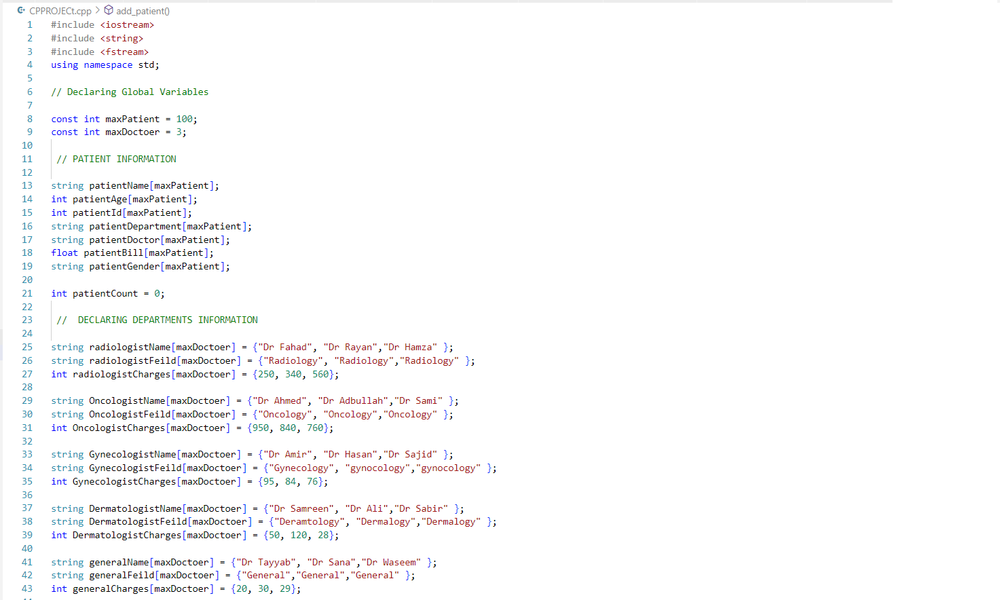 CPPROJECt.cpp > add_patient()
1 #include <iostream>
2 #include <string>
3 #include <fstream>
4 using namespace std;
5
6 // Declaring Global Variables
7
8 const int maxPatient = 100;
9 const int maxDoctoer = 3;
10
11 // PATIENT INFORMATION
12
13 string patientName[maxPatient];
14 int patientAge[maxPatient];
15 int patientId[maxPatient];
16 string patientDepartment[maxPatient];
17 string patientDoctor[maxPatient];
18 float patientBill[maxPatient];
19 string patientGender[maxPatient];
20
21 int patientCount = 0;
22
23 //  DECLARING DEPARTMENTS INFORMATION
24
25 string radiologistName[maxDoctoer] = {"Dr Fahad", "Dr Rayan","Dr Hamza" };
26 string radiologistFeild[maxDoctoer] = {"Radiology", "Radiology","Radiology" };
27 int radiologistCharges[maxDoctoer] = {250, 340, 560};
28
29 string OncologistName[maxDoctoer] = {"Dr Ahmed", "Dr Adbullah","Dr Sami" };
30 string OncologistFeild[maxDoctoer] = {"Oncology", "Oncology","Oncology" };
31 int OncologistCharges[maxDoctoer] = {950, 840, 760};
32
33 string GynecologistName[maxDoctoer] = {"Dr Amir", "Dr Hasan","Dr Sajid" };
34 string GynecologistFeild[maxDoctoer] = {"Gynecology", "gynocology","gynocology" };
35 int GynecologistCharges[maxDoctoer] = {95, 84, 76};
36
37 string DermatologistName[maxDoctoer] = {"Dr Samreen", "Dr Ali","Dr Sabir" };
38 string DermatologistFeild[maxDoctoer] = {"Deramtology", "Dermalogy","Dermalogy" };
39 int DermatologistCharges[maxDoctoer] = {50, 120, 28};
40
41 string generalName[maxDoctoer] = {"Dr Tayyab", "Dr Sana","Dr Waseem" };
42 string generalFeild[maxDoctoer] = {"General","General","General" };
43 int generalCharges[maxDoctoer] = {20, 30, 29};